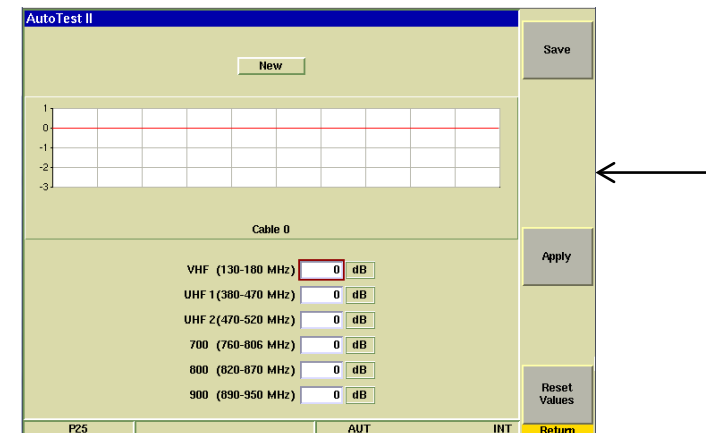 AutoTest II
Save
New
1
0
-1
-2
-3
Cable 0
Apply
VHF (130-180 MHz) 0 dB
UHF 1(380-470 MHz) 0 dB
UHF 2(470-520 MHz) 0 dB
700 (760-806 MHz) 0 dB
800 (820-870 MHz) 0 dB
900 (890-950 MHz) 0 dB
Reset
Values
P25 AUT INT Return